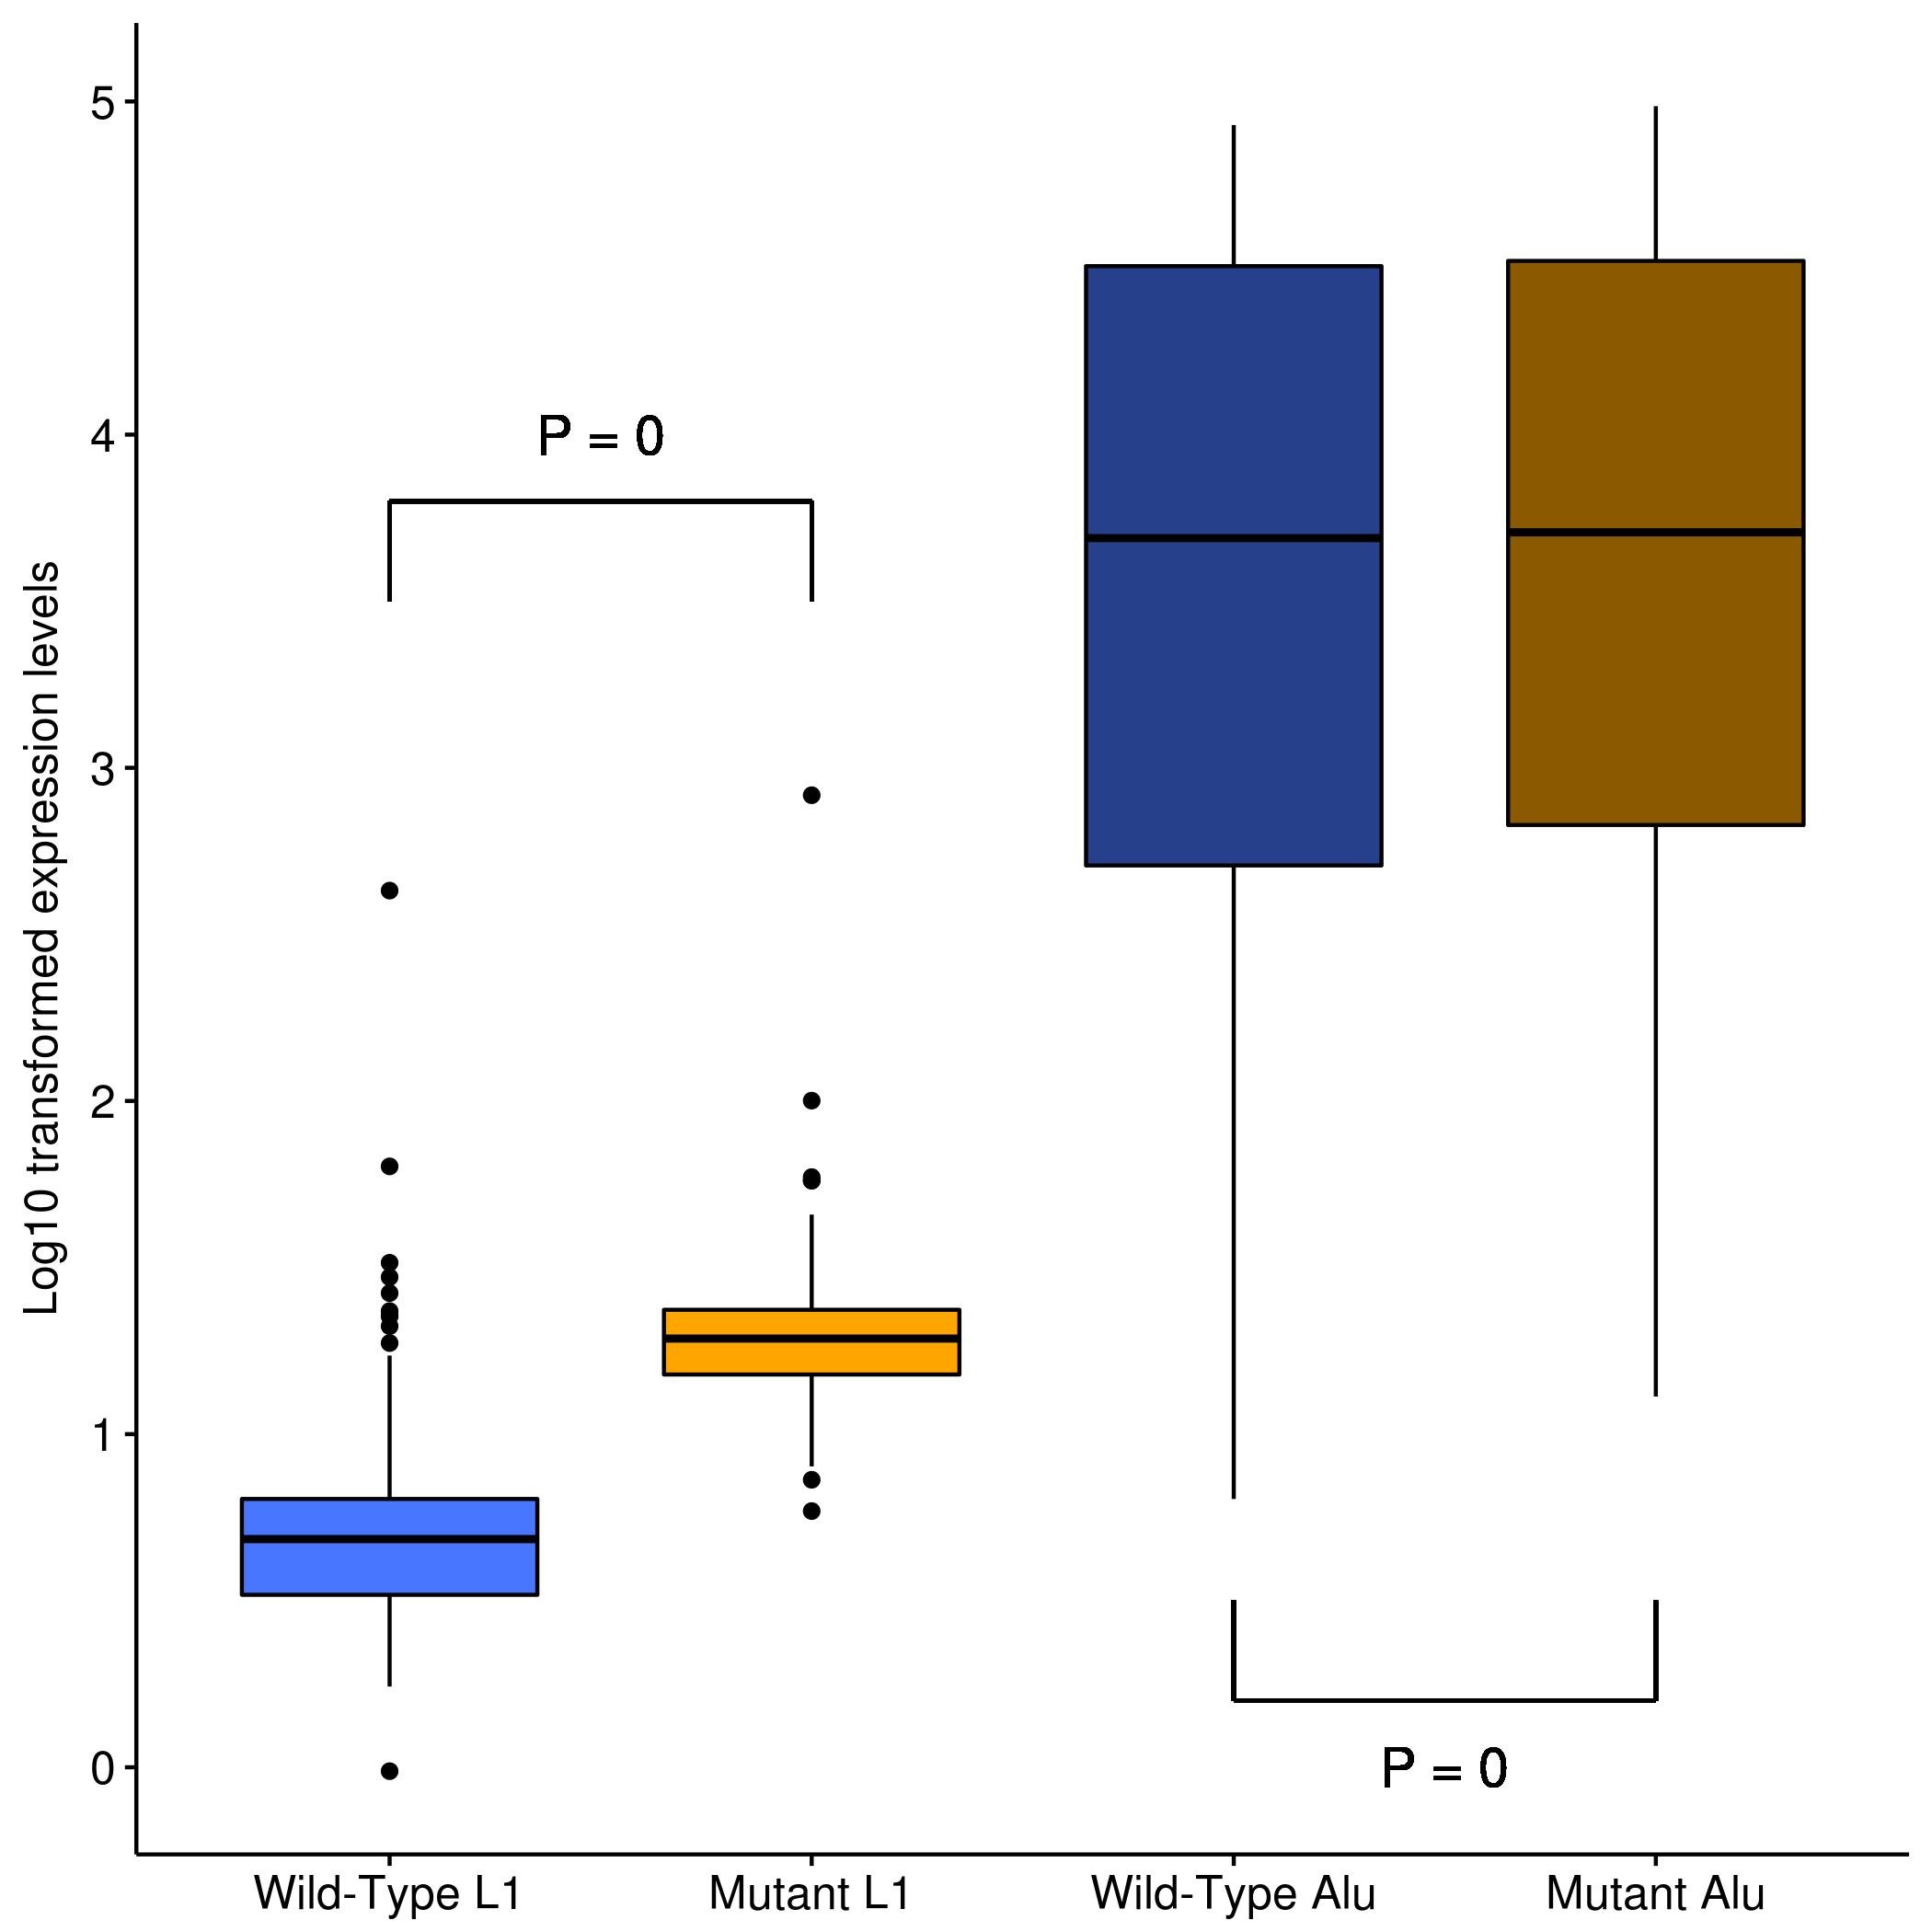 Log10 transformed expression levels
5
4
3
2
1
0
P = 0
P = 0
Wild-Type L1
Mutant L1
Wild-Type Alu
Mutant Alu